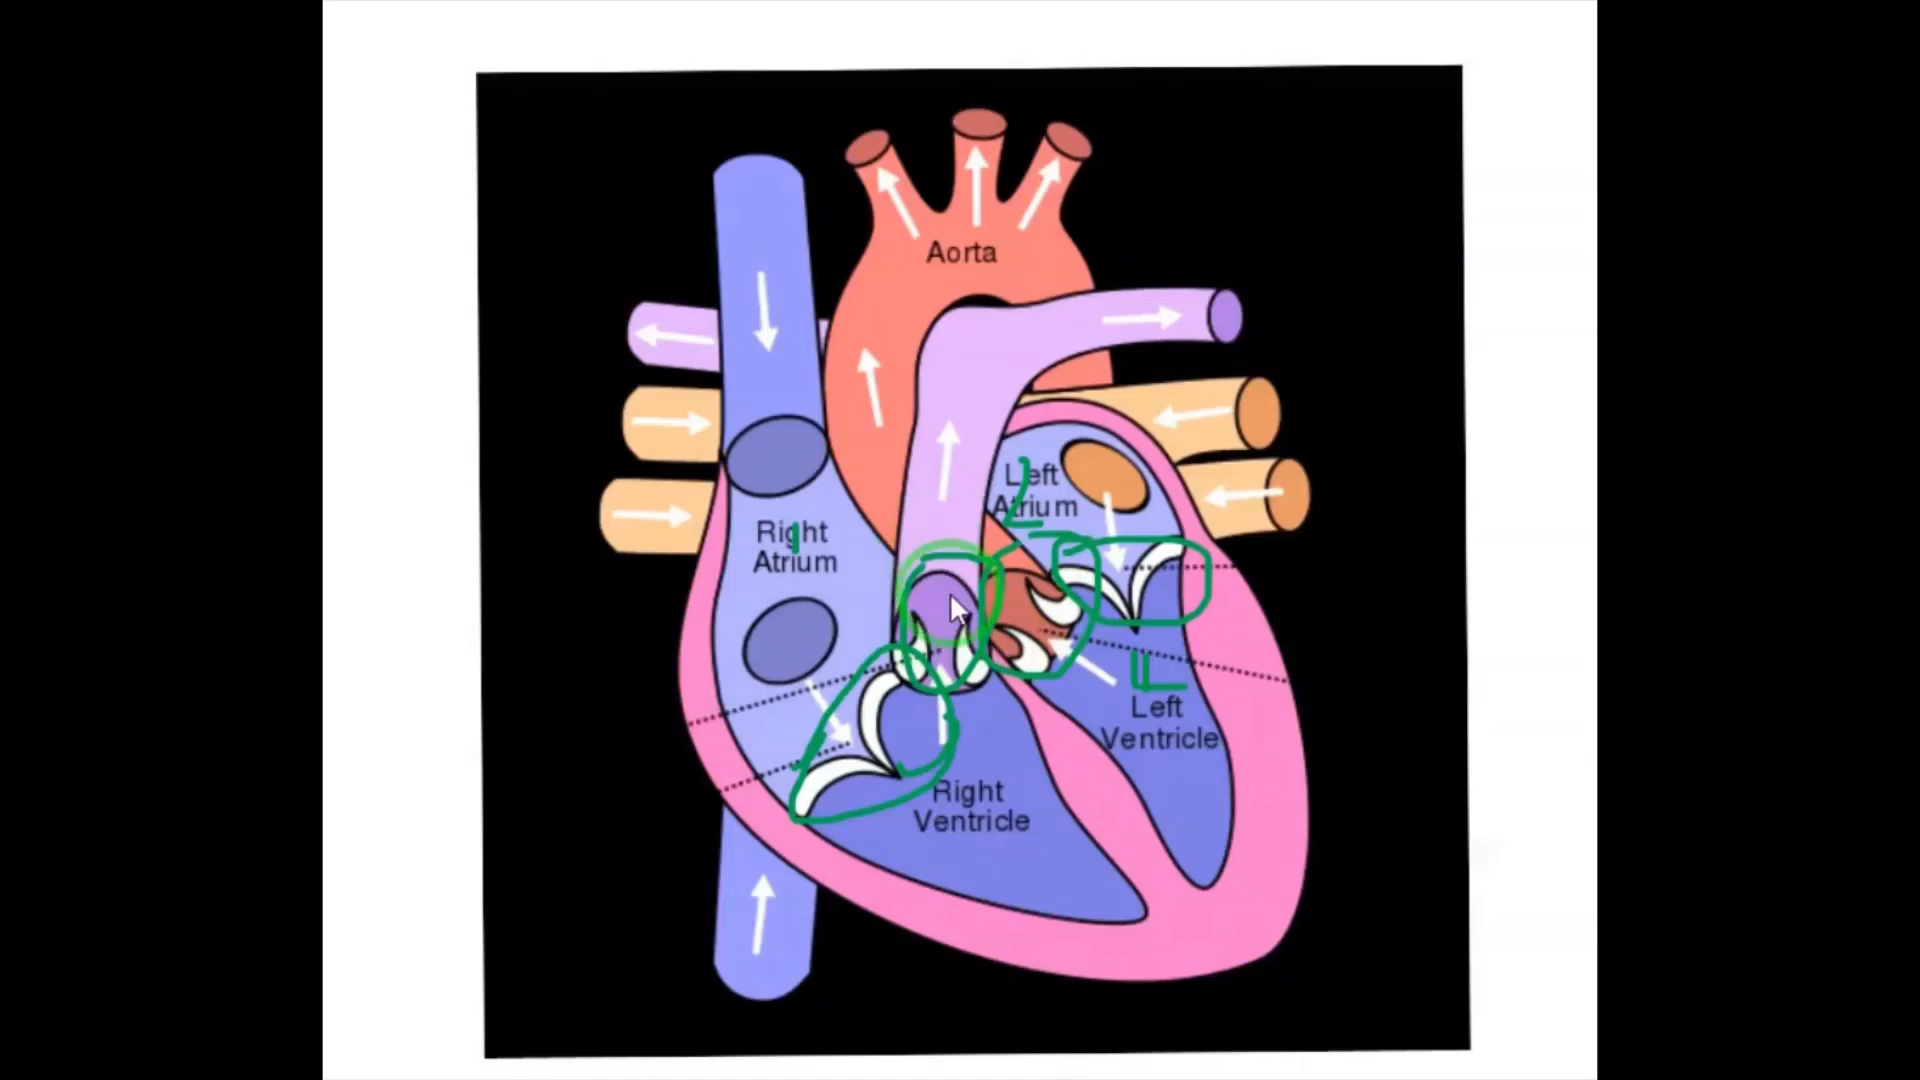 Aorta
Left
Atrium
Right
Atrium
Left
Ventricle
Right
Ventricle